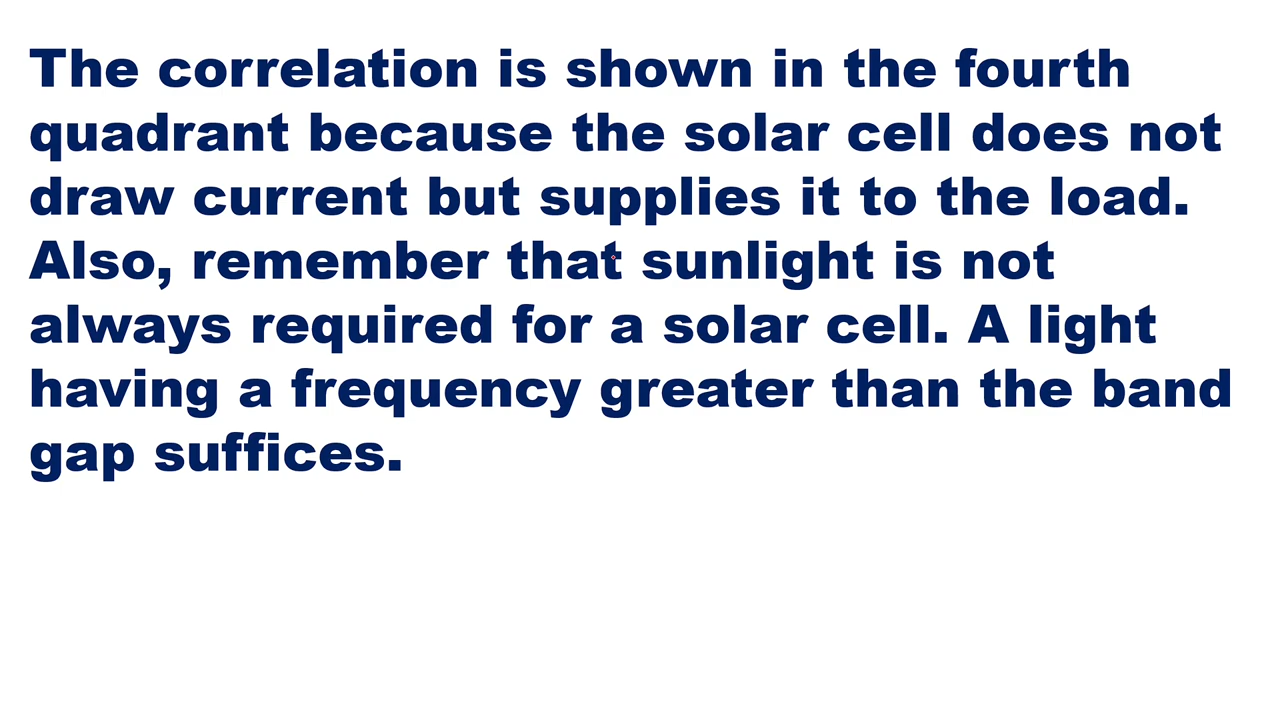 The correlation is shown in the fourth
quadrant because the solar cell does not
draw current but supplies it to the load.
Also, remember that sunlight is not
always required for a solar cell. A light
having a frequency greater than the band
gap suffices.